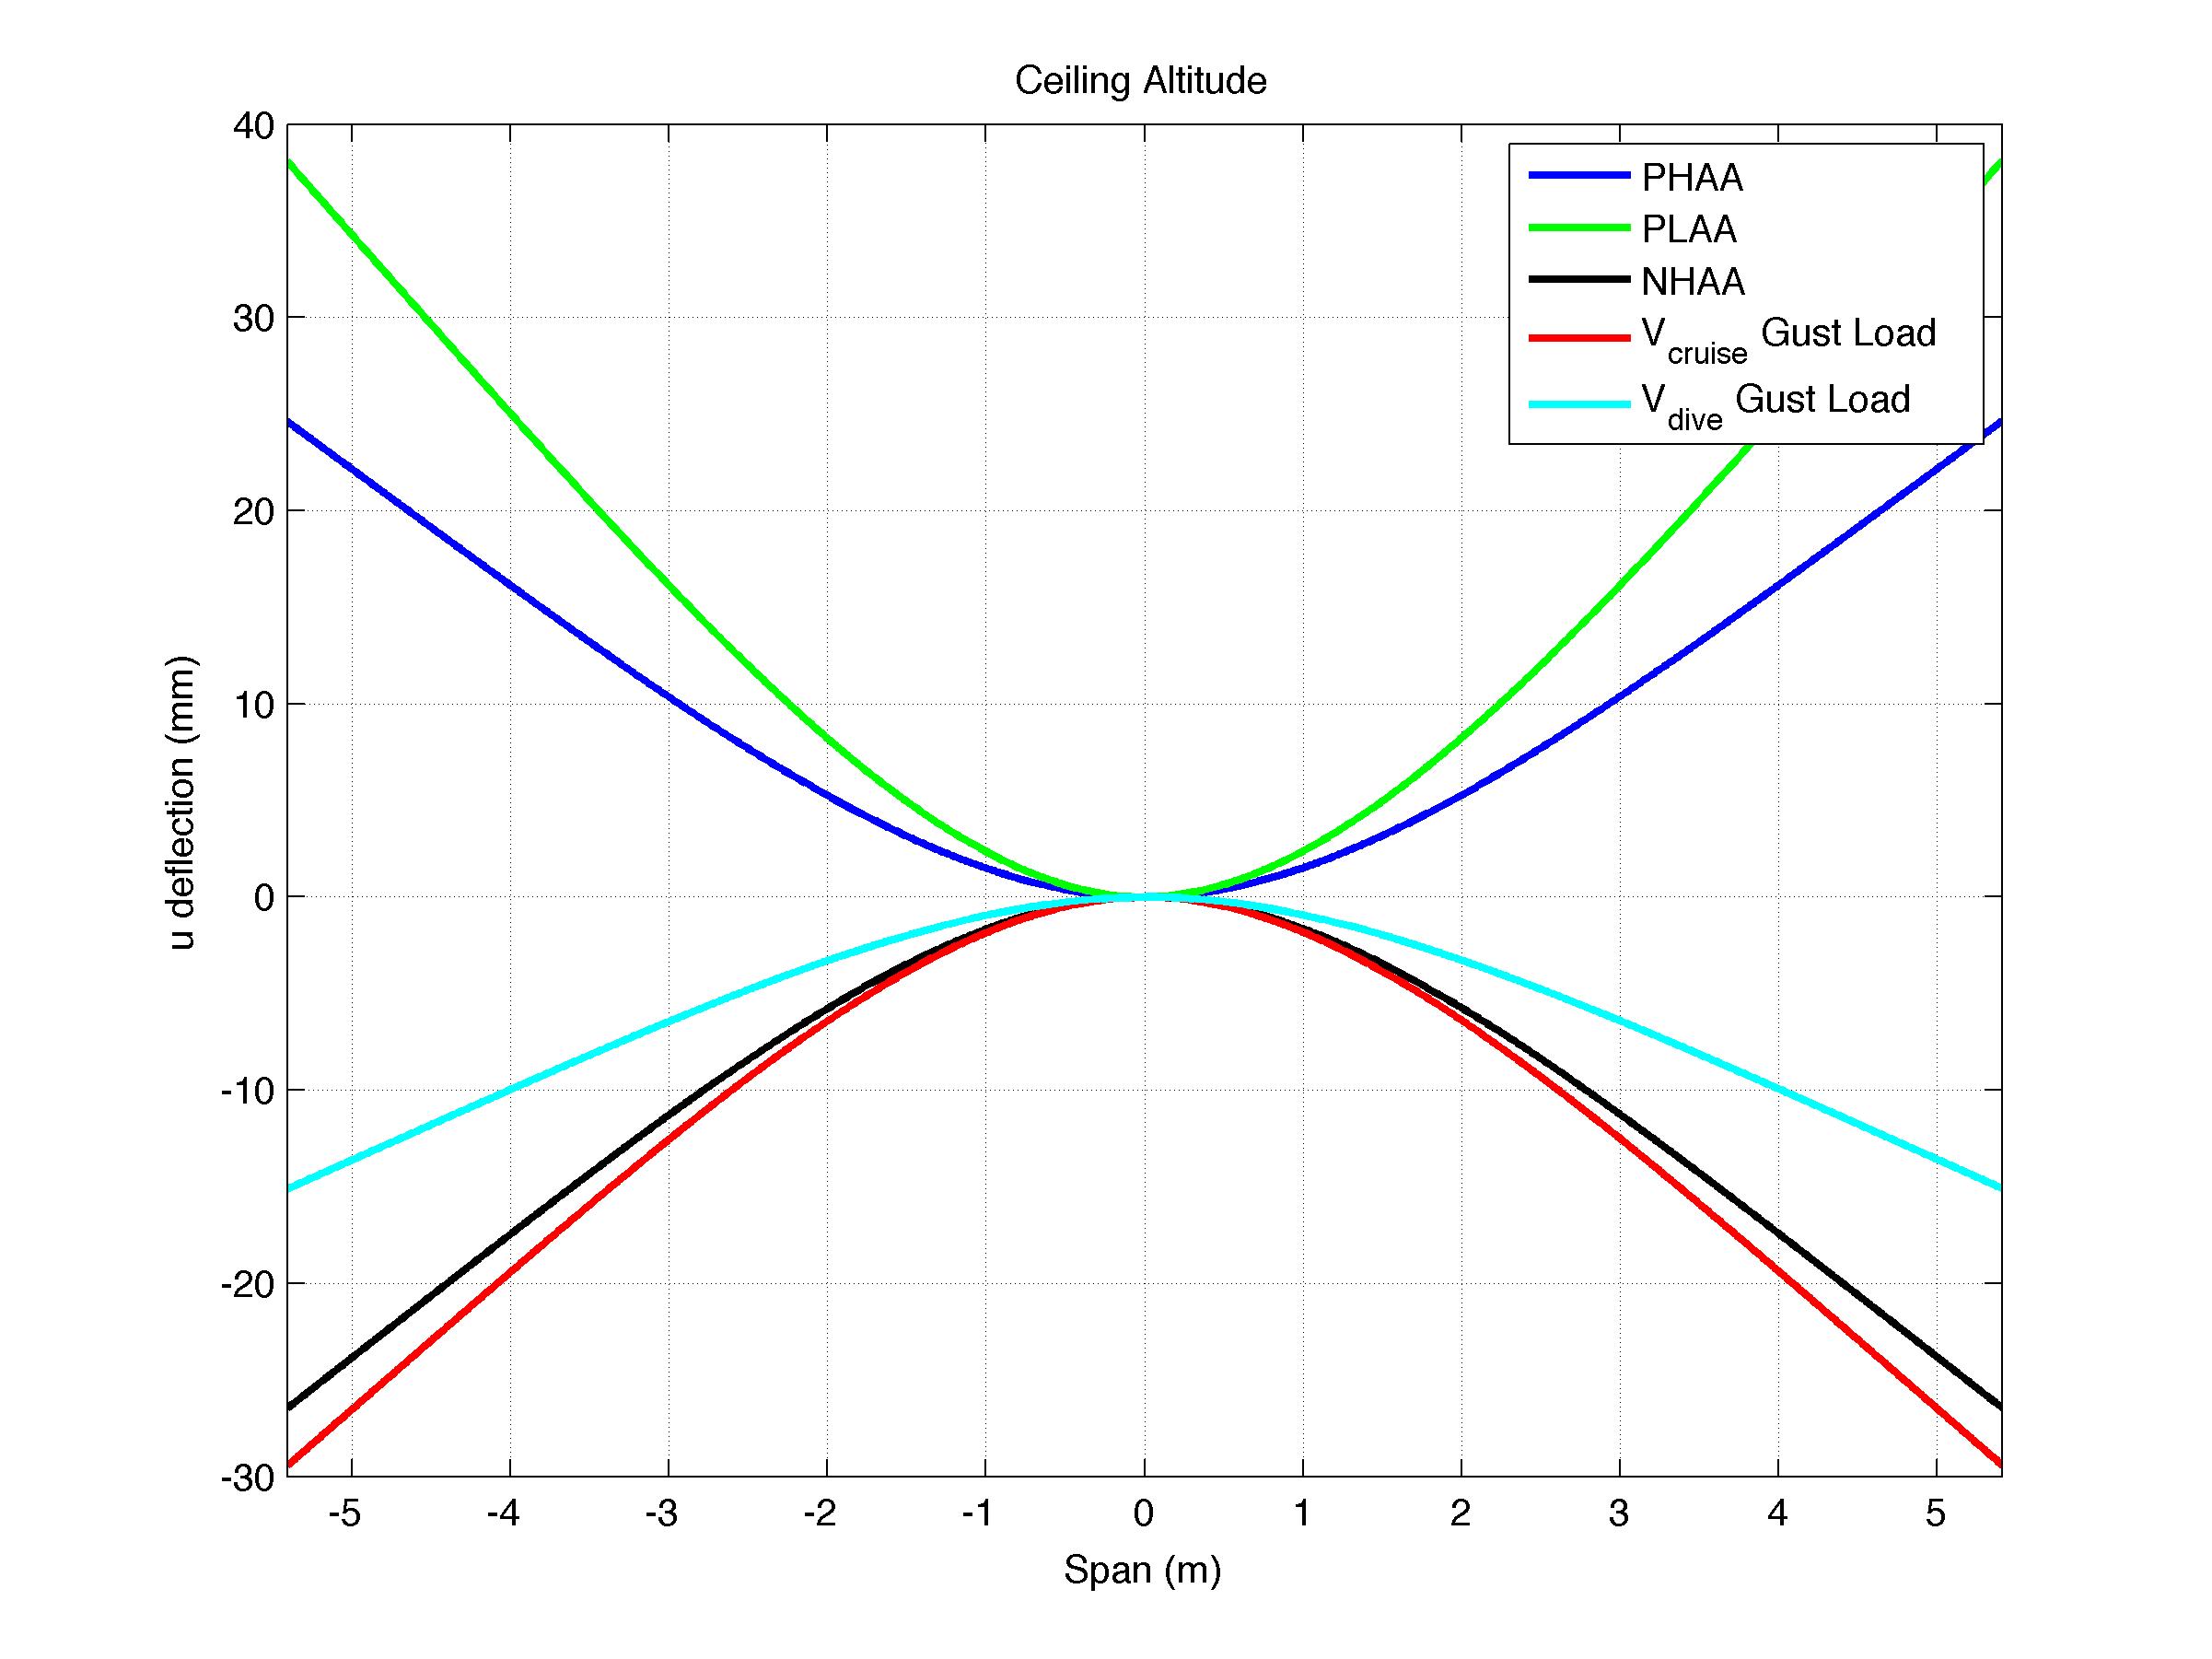 Ceiling Altitude
40
30
20
10
0
-10
-20
-30
u deflection (mm)
PHAA
PLAA
NHAA
Vcruise Gust Load
Vdive Gust Load
-5 -4 -3 -2 -1 0 1 2 3 4 5
Span (m)